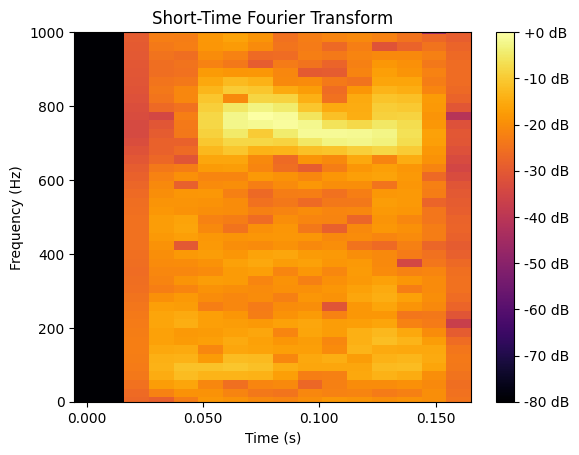 Short-Time Fourier Transform
1000
800
600
400
200
0
Frequency (Hz)
0.000
0.050
0.100
0.150
Time (s)
+0 dB
-10 dB
-20 dB
-30 dB
-40 dB
-50 dB
-60 dB
-70 dB
-80 dB